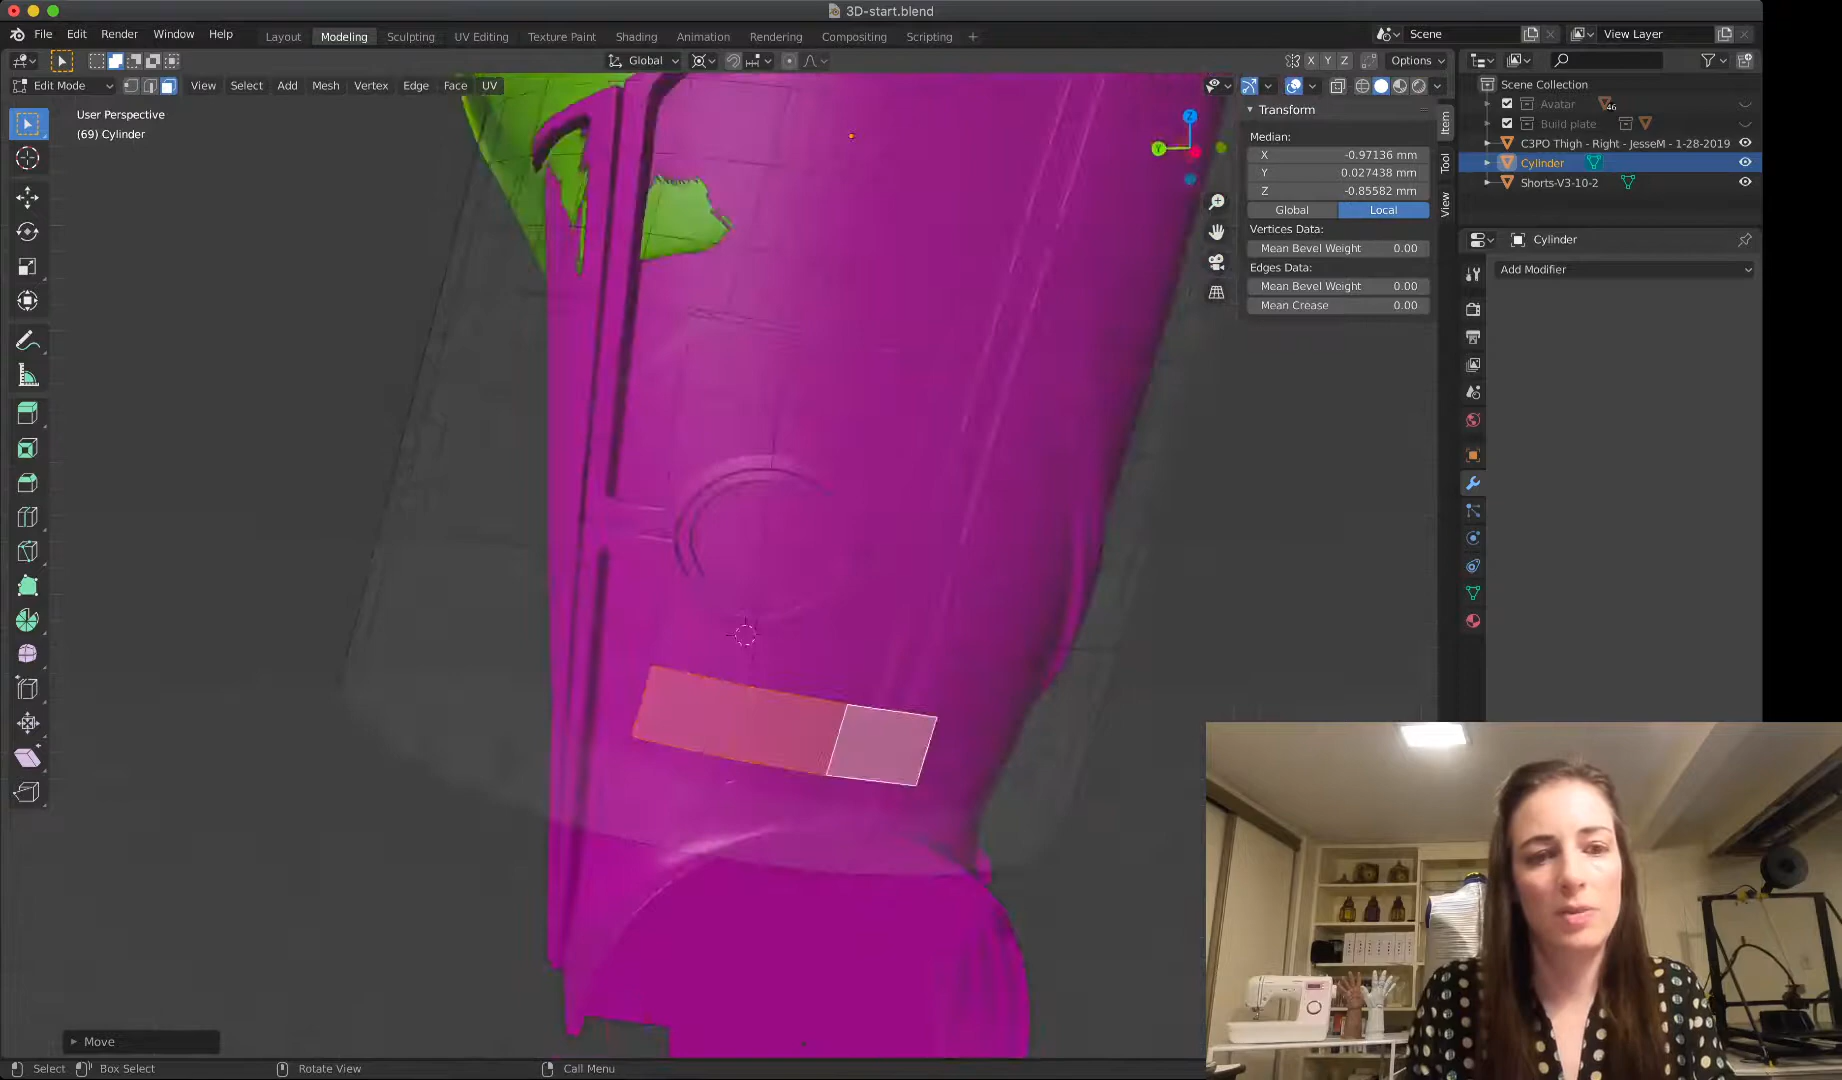 3D-start.blend
File Edit Render Window Help Layout Modeling Sculpting UV Editing Texture Paint Shading Animation Rendering Compositing Scripting + Scene View Layer
Global X Y Z Options
Edit Mode View Select Add Mesh Vertex Edge Face UV
User Perspective
(69) Cylinder
Z
Y
Transform
Median:
X -0.97136 mm
Y 0.027438 mm
Z -0.85582 mm
Global Local
Vertices Data:
Mean Bevel Weight 0.00
Edges Data:
Mean Bevel Weight 0.00
Mean Crease 0.00
Item
Tool
View
Scene Collection
Avatar 46
Build plate
C3PO Thigh - Right - JesseM - 1-28-2019
Cylinder
Shorts-V3-10-2
Cylinder
Add Modifier
Move
Select Box Select Rotate View Call Menu